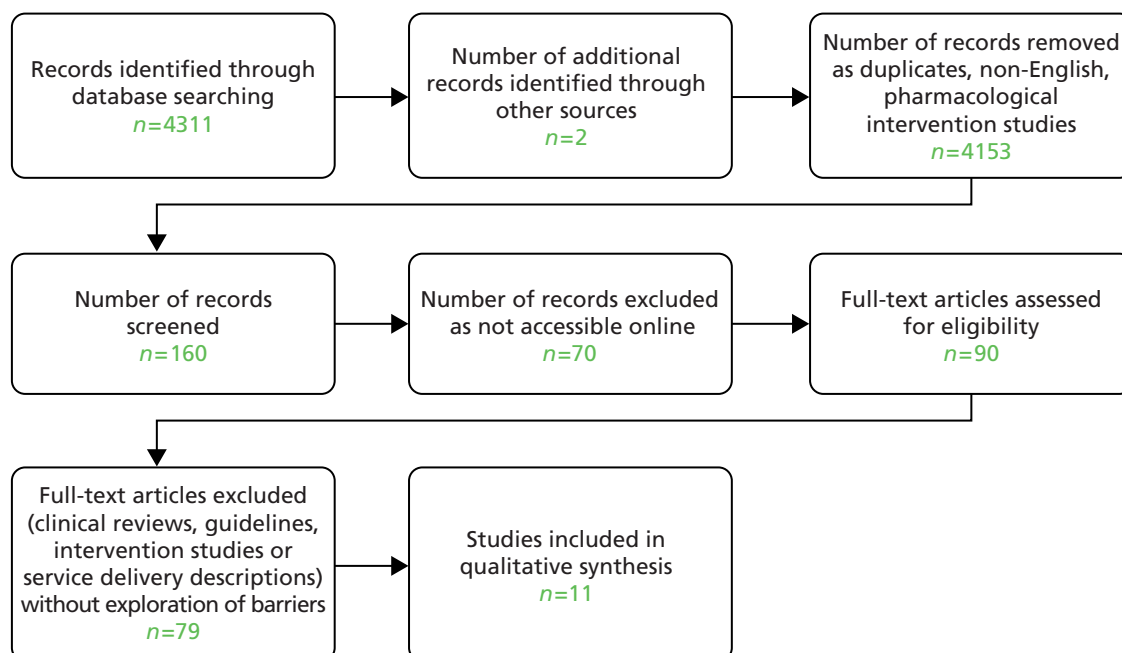 Records identified through
database searching
n=4311
Number of additional
records identified through
other sources
n=2
Number of records removed
as duplicates, non-English,
pharmacological
intervention studies
n=4153
Number of records
screened
n=160
Number of records excluded
as not accessible online
n=70
Full-text articles assessed
for eligibility
n=90
Full-text articles excluded
(clinical reviews, guidelines,
intervention studies or
service delivery descriptions)
without exploration of barriers
n=79
Studies included in
qualitative synthesis
n=11